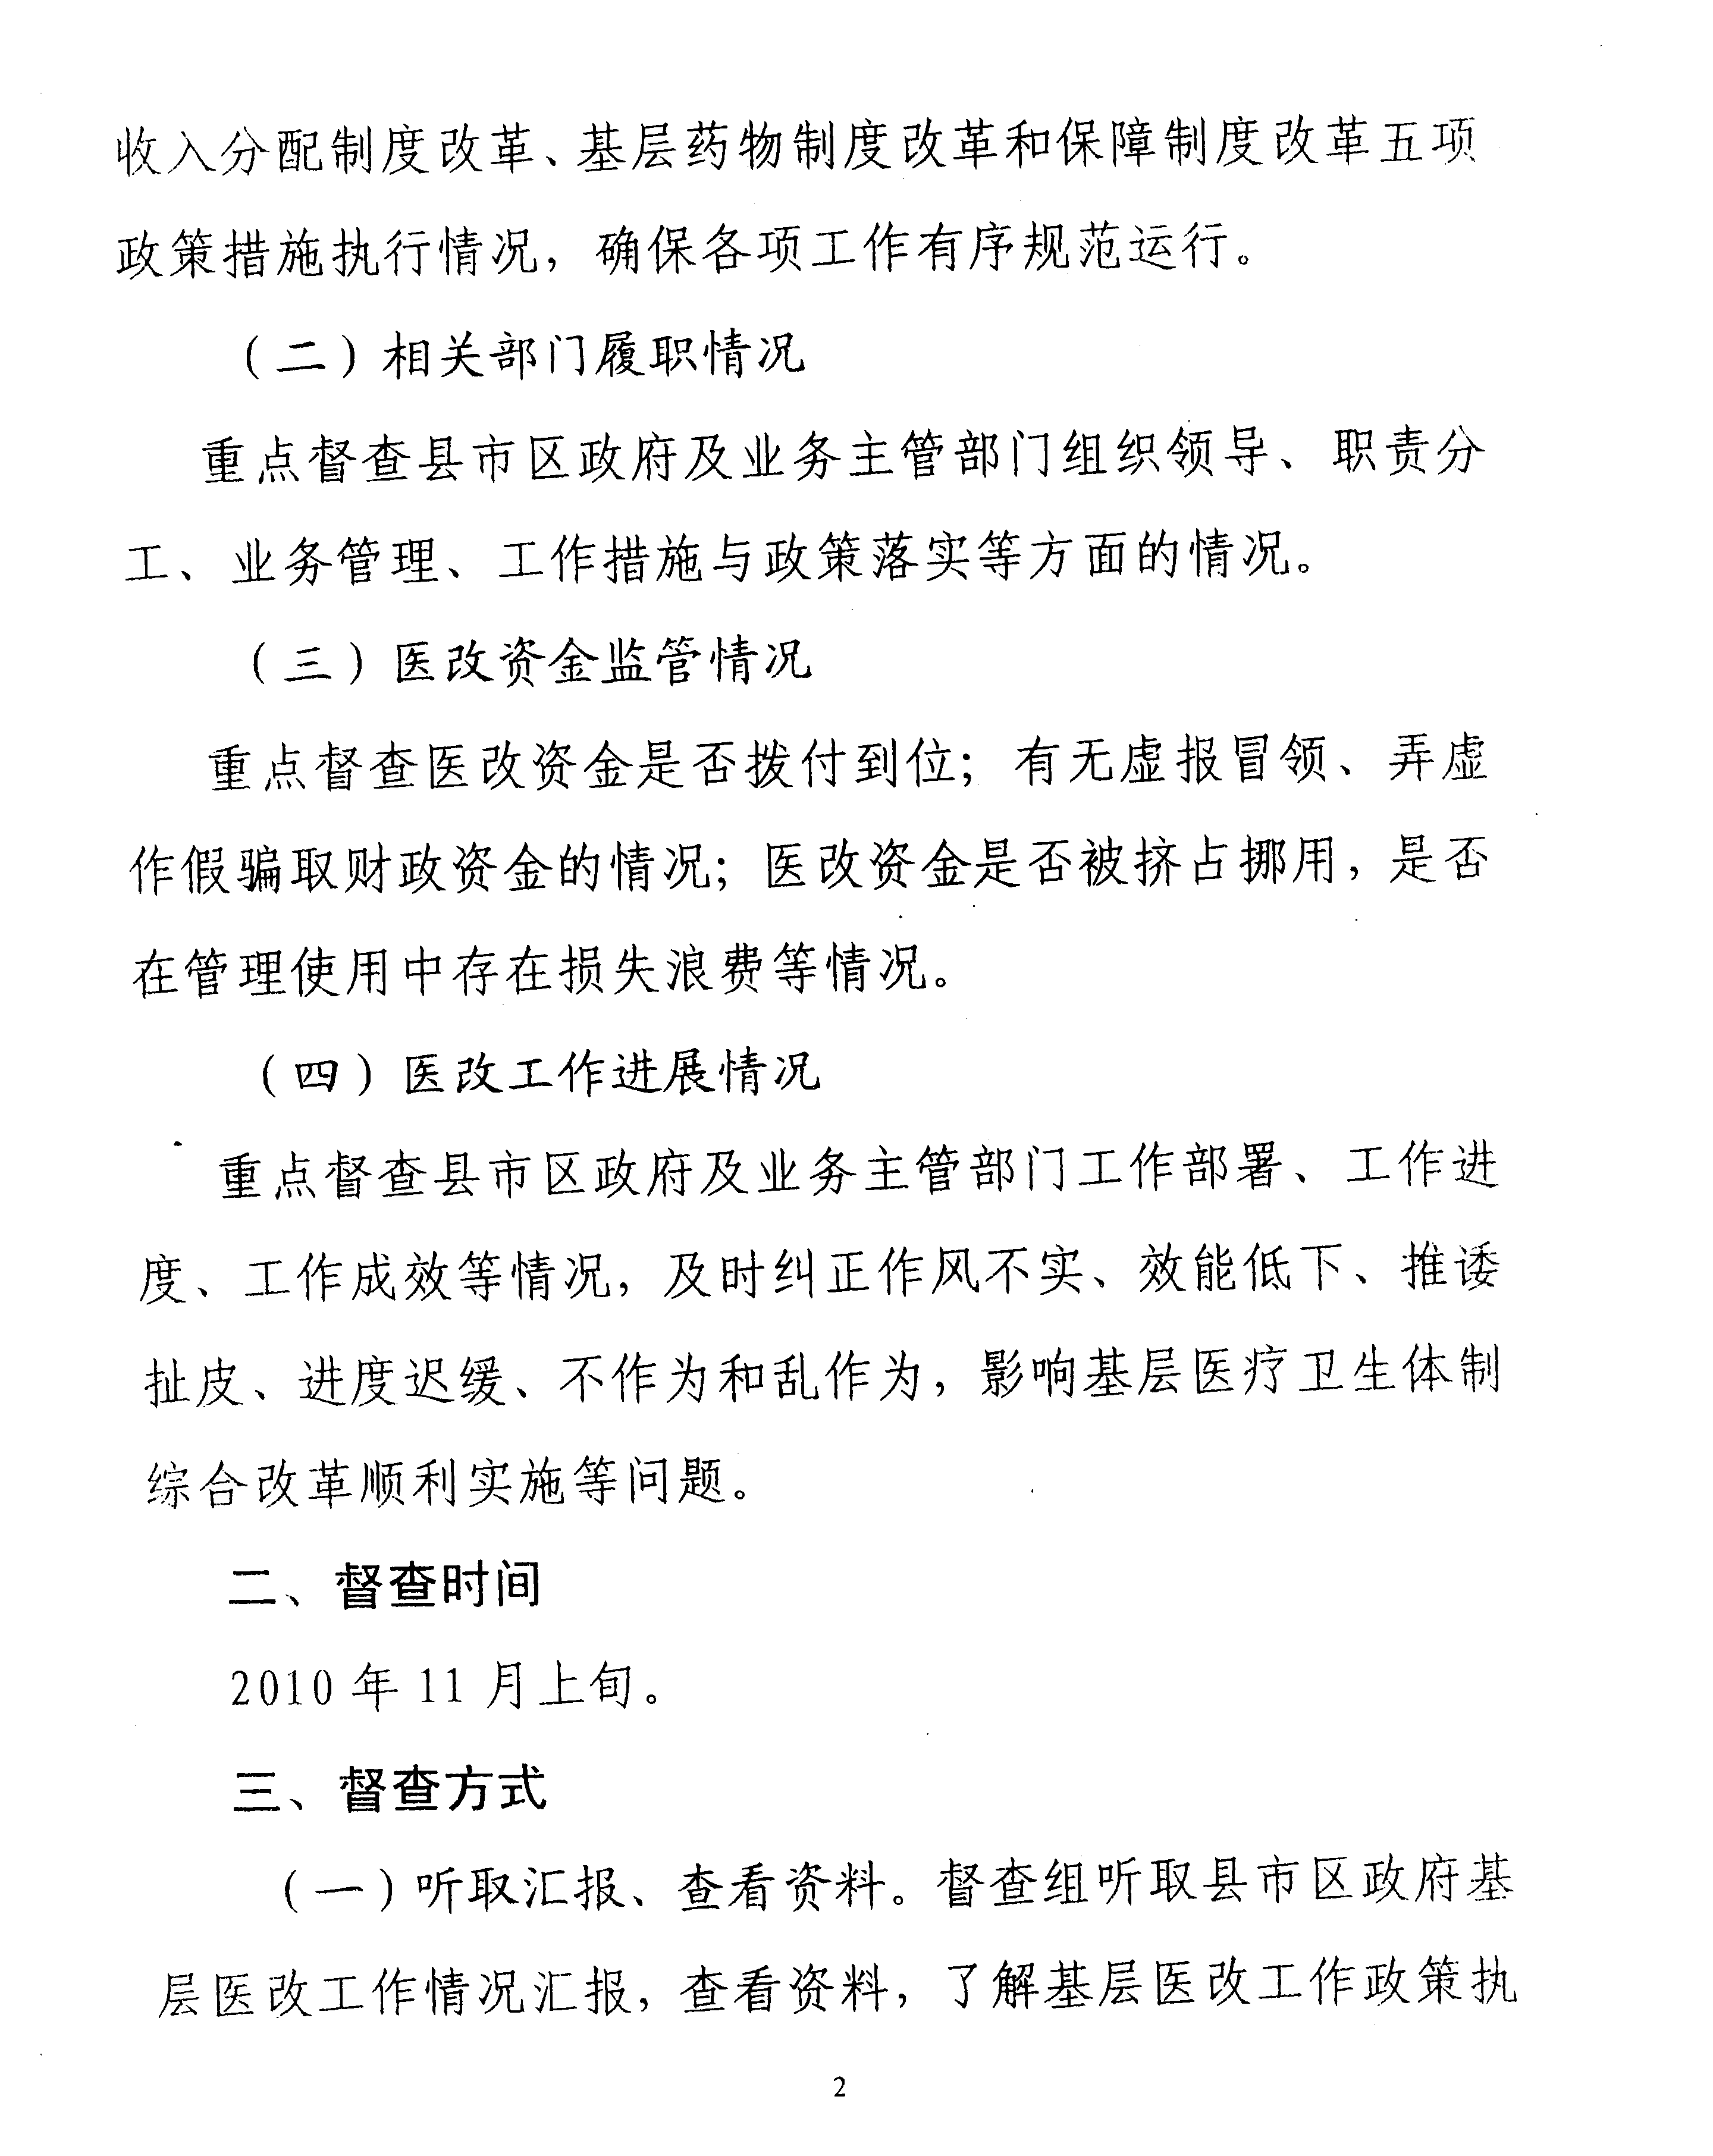 收入分配制度改革、基层药物制度改革和保障制度改革五项
政策措施执行情况，确保各项工作有序规范运行。
（二）相关部门履职情况
重点督查县市区政府及业务主管部门组织领导、职责分
工、业务管理、工作措施与政策落实等方面的情况。
（三）医改资金监管情况
重点督查医改资金是否拨付到位；有无虚报冒领、弄虚
作假骗取财政资金的情况；医改资金是否被挤占挪用，是否
在管理使用中存在损失浪费等情况。
（四）医改工作进展情况
重点督查县市区政府及业务主管部门工作部署、工作进
度、工作成效等情况，及时纠正作风不实、效能低下、推诿
扯皮、进度迟缓、不作为和乱作为，影响基层医疗卫生体制
综合改革顺利实施等问题。
二、督查时间
2010 年 11 月上旬。
三、督查方式
（一）听取汇报、查看资料。督查组听取县市区政府基
层医改工作情况汇报，查看资料，了解基层医改工作政策执
2